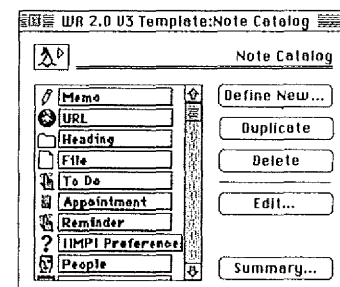 WR 2.0 U3 Template:Note Catalog
Note Catalog
Memo
URL
Heading
File
To Do
Appointment
Reminder
? IIMPI Preference:
People
Define New...
Duplicate
Delete
Edit...
Summary...